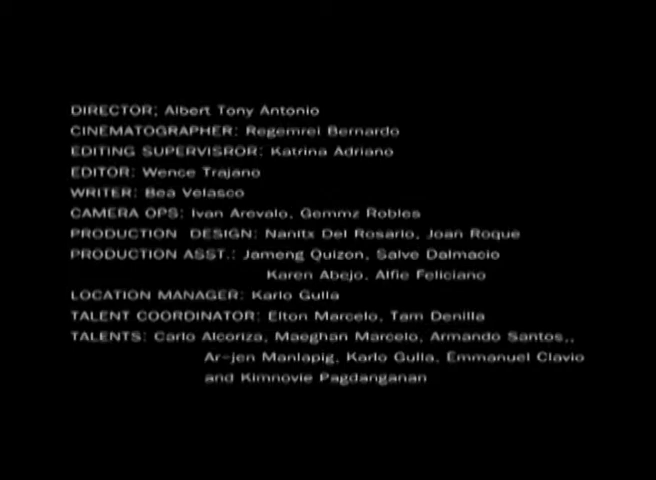 DIRECTOR; Albert Tony Antonio
CINEMATOGRAPHER: Regemrei Bernardo
EDITING SUPERVISROR: Katrina Adriano
EDITOR: Wence Trajano
WRITER: Bea Velasco
CAMERA OPS: Ivan Arevalo, Gemmz Robles
PRODUCTION DESIGN: Nanitx Del Rosario, Joan Roque
PRODUCTION ASST.: Jameng Quizon, Salve Dalmacio
Karen Abejo, Alfie Feliciano
LOCATION MANAGER: Karlo Gulla
TALENT COORDINATOR: Elton Marcelo, Tam Denilla
TALENTS: Carlo Alcoriza, Maeghan Marcelo, Armando Santos,,
Ar-jen Manlapig, Karlo Gulla, Emmanuel Clavio
and Kimnovie Pagdanganan